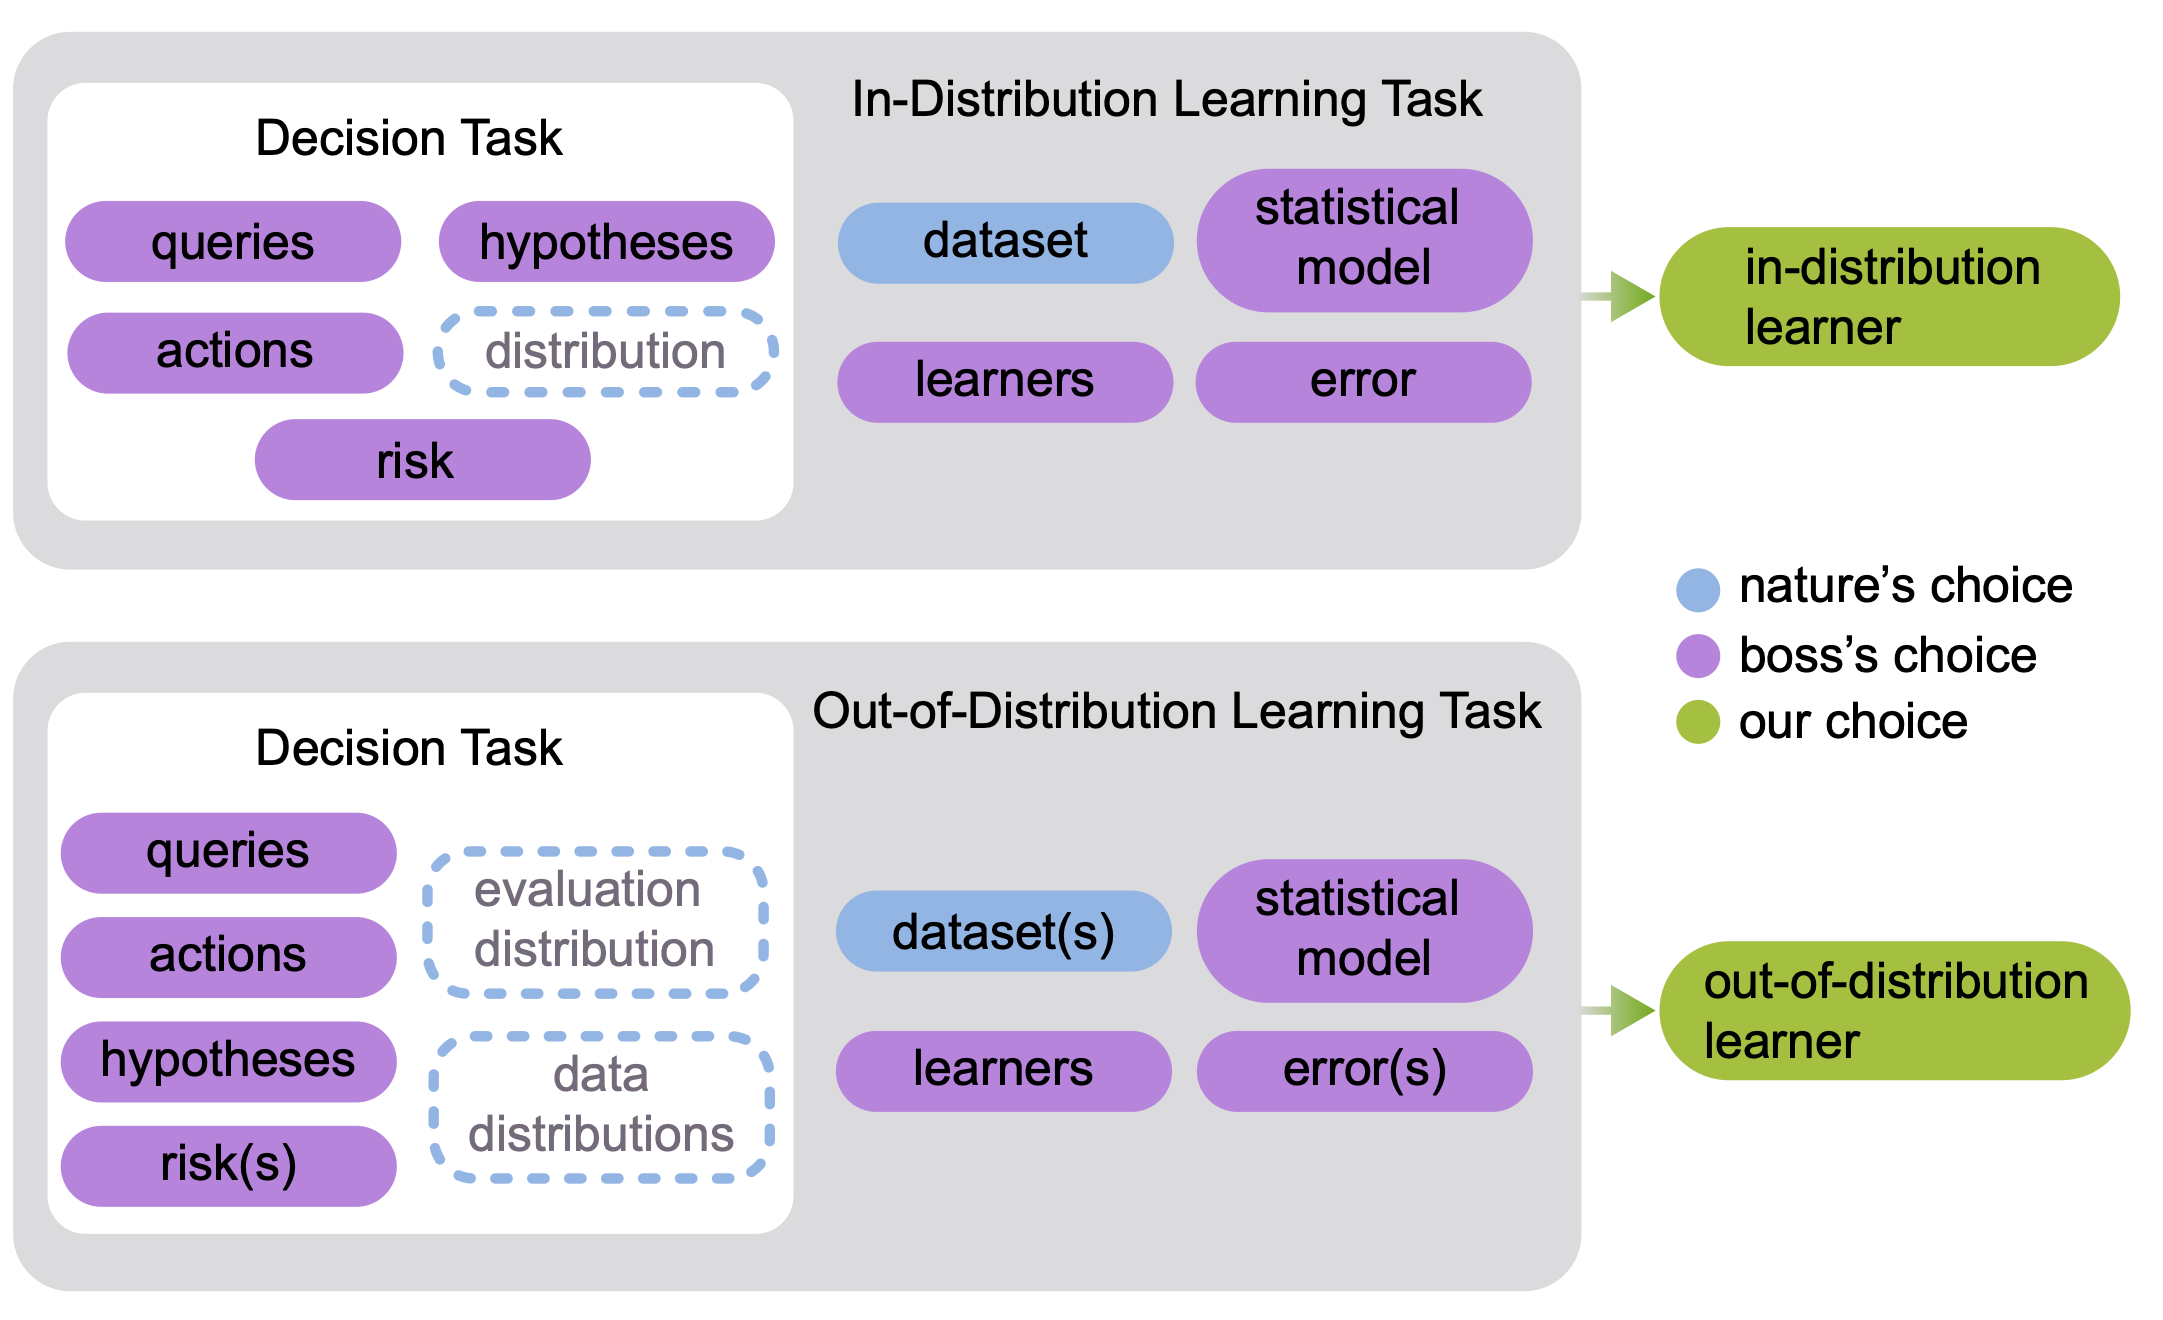 In-Distribution Learning Task
Decision Task
queries
hypotheses
actions
distribution
risk
dataset
statistical
model
learners
error
in-distribution
learner
nature’s choice
boss’s choice
our choice
Out-of-Distribution Learning Task
Decision Task
queries
actions
hypotheses
risk(s)
evaluation
distribution
data
distributions
dataset(s)
statistical
model
learners
error(s)
out-of-distribution
learner